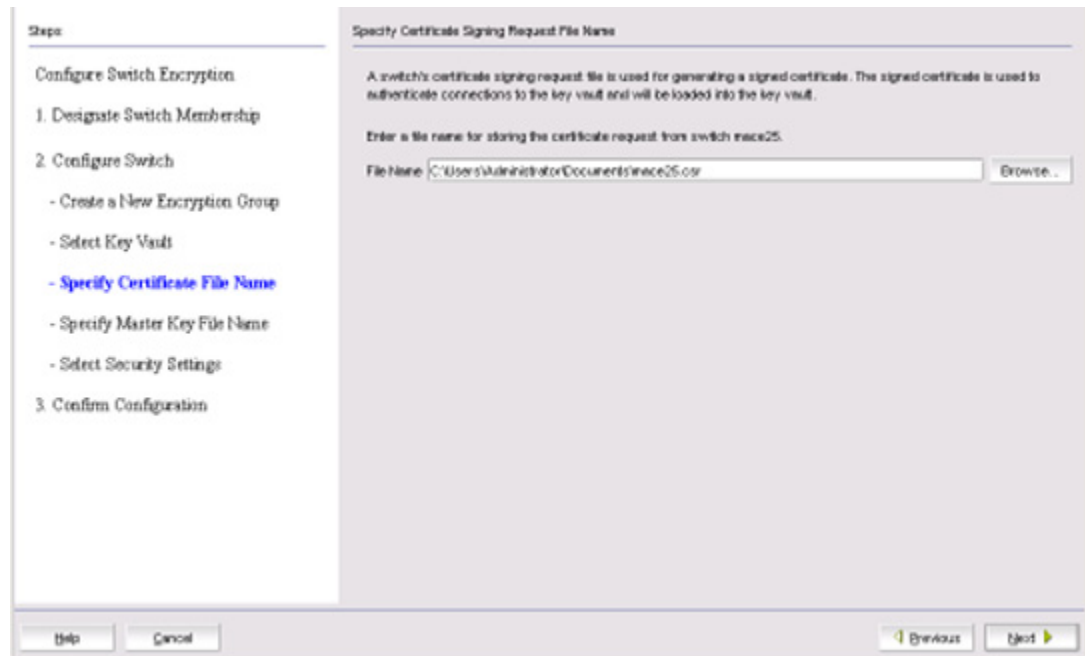 Steps
Specify Certificate Signing Request File Name
Configure Switch Encryption
1. Designate Switch Membership
2. Configure Switch
- Create a New Encryption Group
- Select Key Vault
- Specify Certificate File Name
- Specify Master Key File Name
- Select Security Settings
3. Confirm Configuration
A switch's certificate signing request file is used for generating a signed certificate. The signed certificate is used to
authenticate connections to the key vault and will be loaded into the key vault.
Enter a file name for storing the certificate request from switch mace25.
File Name C:\Users\Administrator\Documents\mace25.csr Browse...
Help Cancel Previous Next